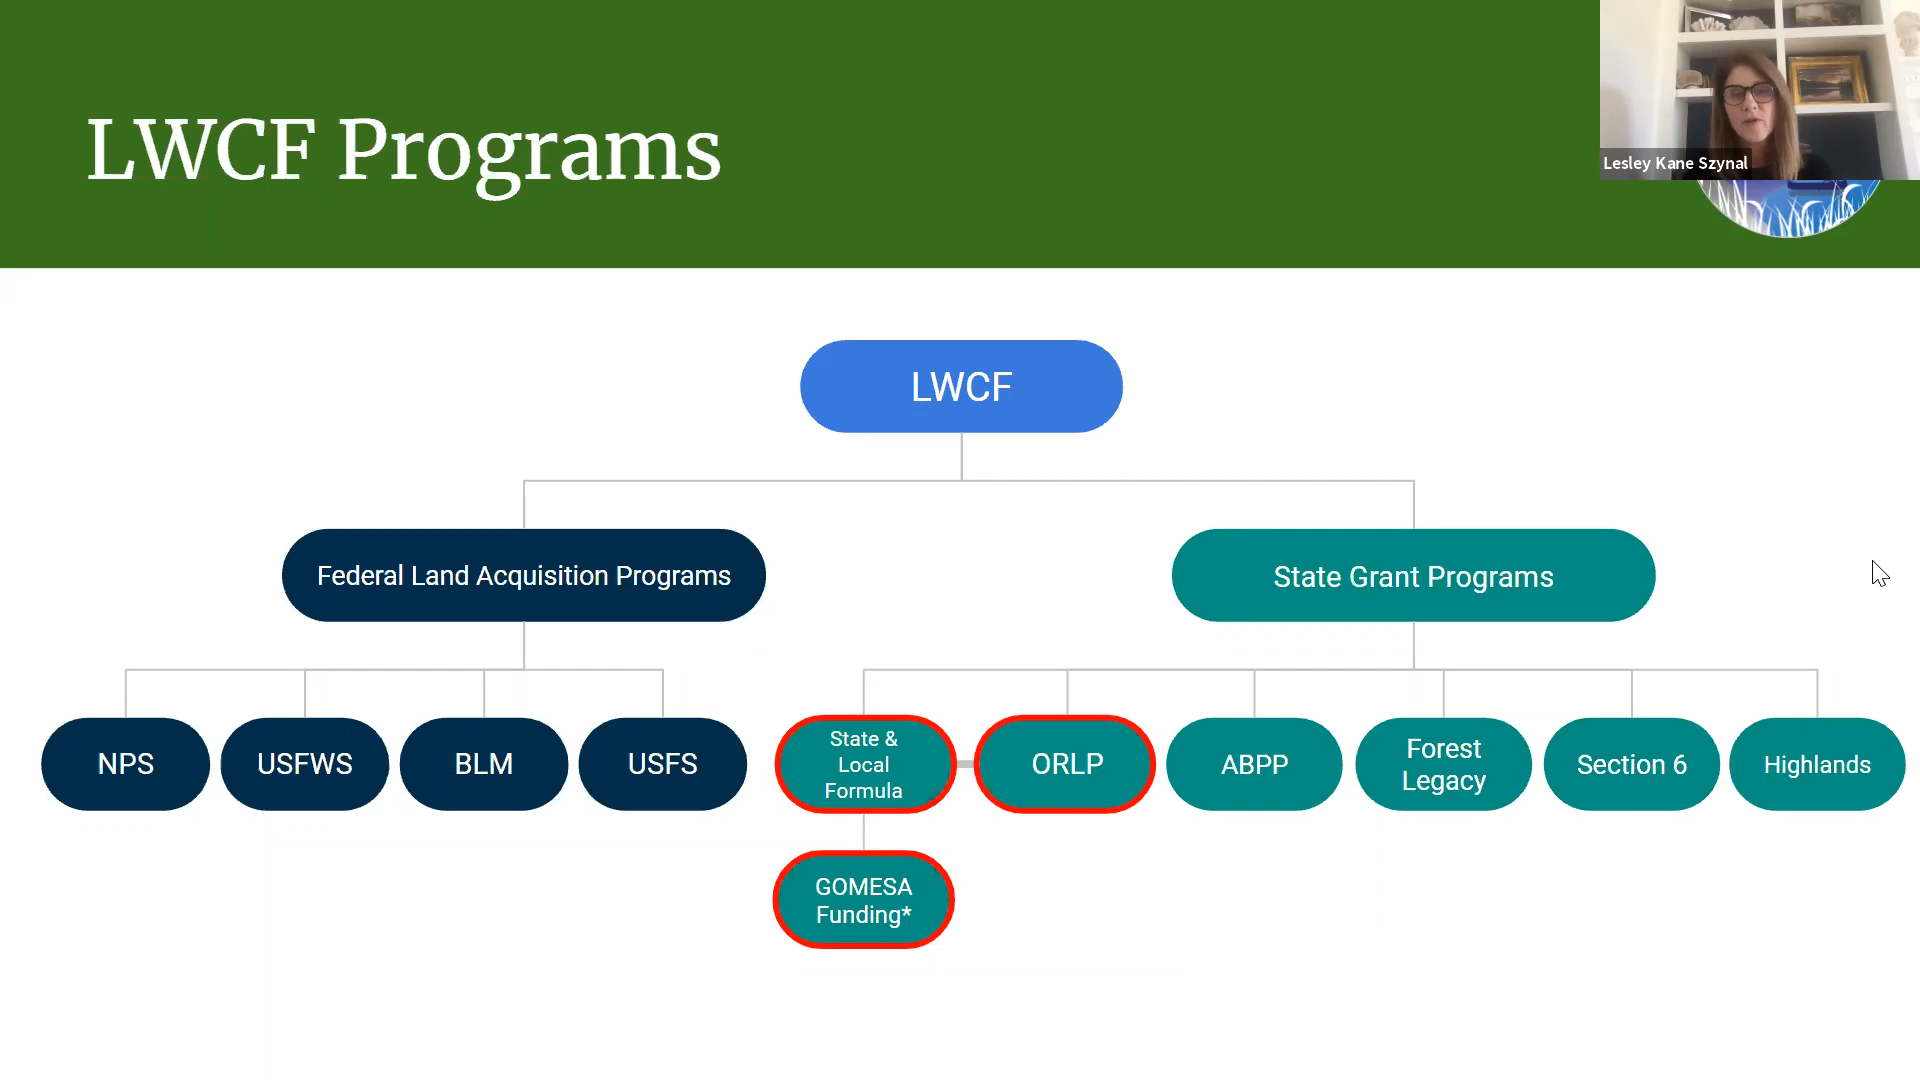 LWCF Programs
Lesley Kane Szynal
LWCF
Federal Land Acquisition Programs
State Grant Programs
NPS
USFWS
BLM
USFS
State &
Local
Formula
ORLP
ABPP
Forest
Legacy
Section 6
Highlands
GOMESA
Funding*